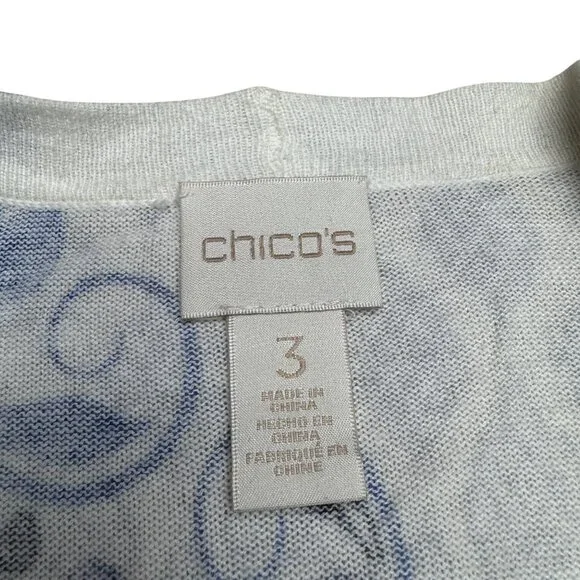 chico's
3
MADE IN
CHINA
HECHO EN
CHINA
FABRIQUÉ EN
CHINE